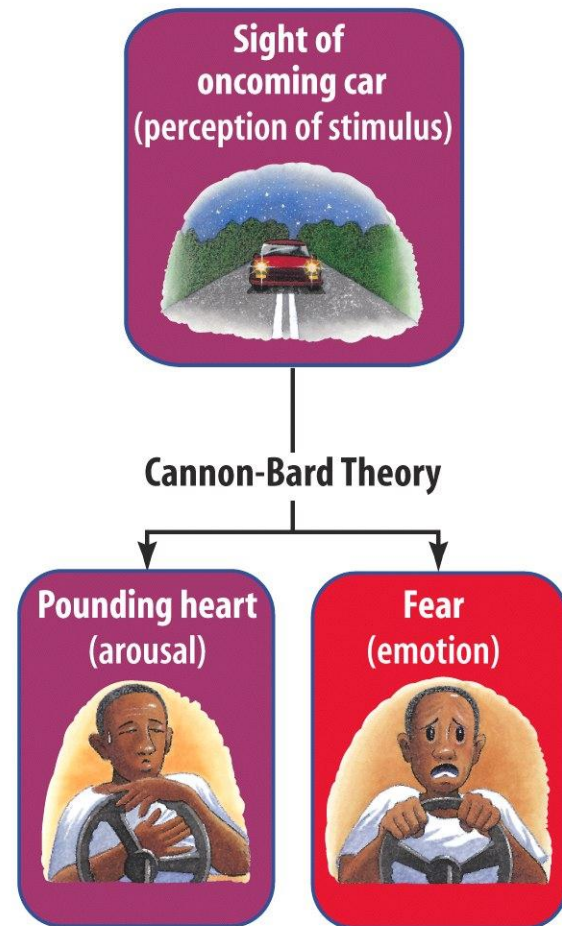 Sight of
oncoming car
(perception of stimulus)
Cannon-Bard Theory
Pounding heart
(arousal)
Fear
(emotion)